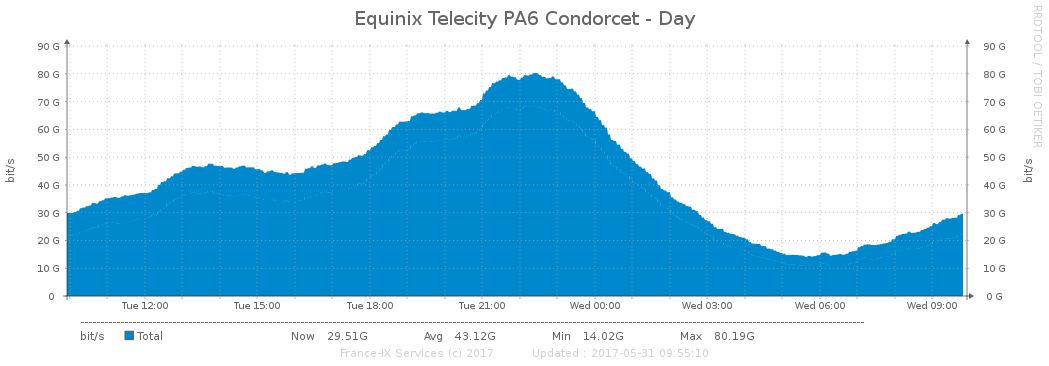 Equinix Telecity PA6 Condorcet - Day
RRDTOOL / TOBI OETIKER
90 G 90 G
80 G 80 G
70 G 70 G
60 G 60 G
50 G 50 G
40 G 40 G
30 G 30 G
20 G 20 G
10 G 10 G
0 0 G
bit/s bit/s
Tue 12:00 Tue 15:00 Tue 18:00 Tue 21:00 Wed 00:00 Wed 03:00 Wed 06:00 Wed 09:00
bit/s Total Now 29.51G Avg 43.12G Min 14.02G Max 80.19G
France-IX Services (c) 2017 Updated : 2017-05-31 09:55:10